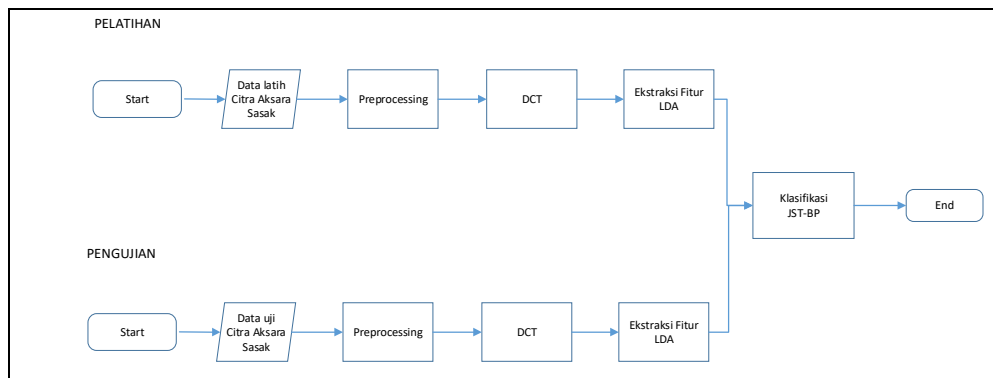 PELATIHAN
Start
Data latih
Citra Aksara
Sasak
Preprocessing
DCT
Ekstraksi Fitur
LDA
Klasifikasi
JST-BP
End
PENGUJIAN
Start
Data uji
Citra Aksara
Sasak
Preprocessing
DCT
Ekstraksi Fitur
LDA